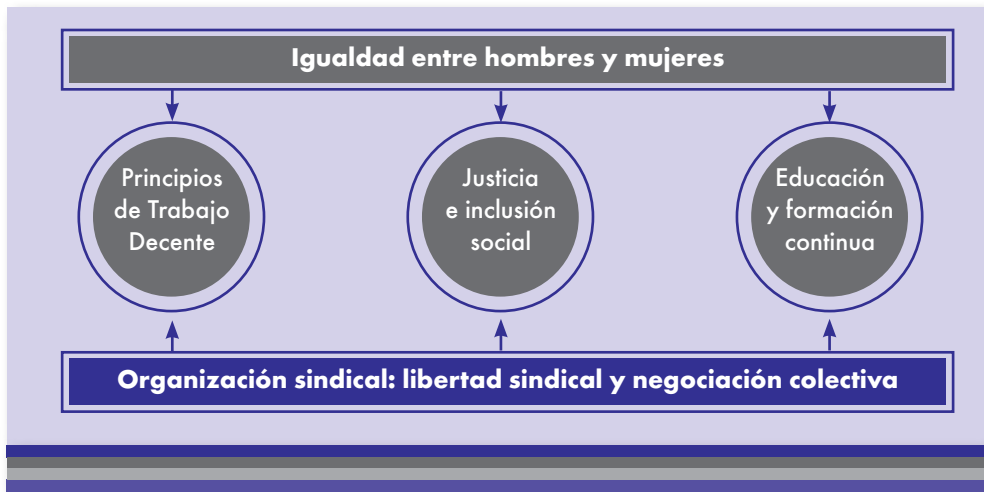 Igualdad entre hombres y mujeres
Principios
de Trabajo
Decente
Justicia
e inclusión
social
Educación
y formación
continua
Organización sindical: libertad sindical y negociación colectiva